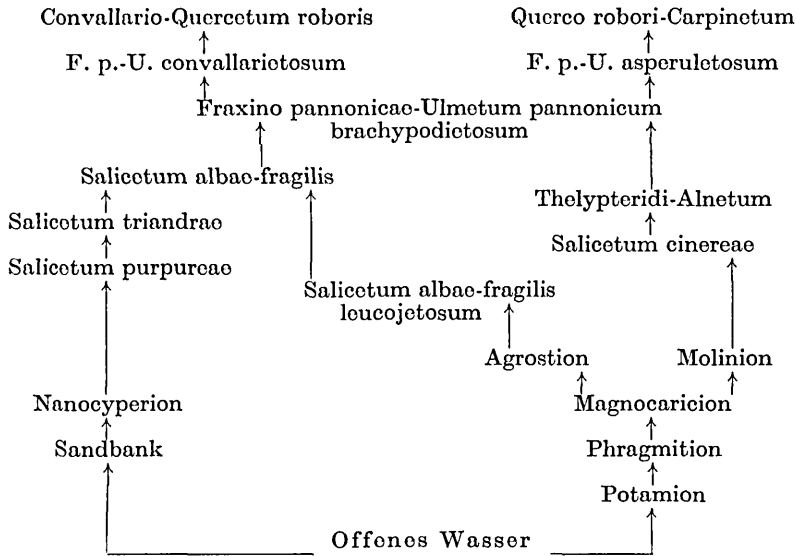 Convallario-Quercetum roboris
Querco robori-Carpinetum
F. p.-U. convallarietosum
F. p.-U. asperuletosum
Fraxino pannonicae-Ulmetum pannonicum
brachypodietosum
Salicetum albae-fragilis
Thelypteridi-Alnetum
Salicetum triandrae
Salicetum cinereae
Salicetum purpureae
Salicetum albae-fragilis
leucojetosum
Agrostion
Molinion
Nanocyperion
Magnocaricion
Sandbank
Phragmition
Potamion
Offenes Wasser